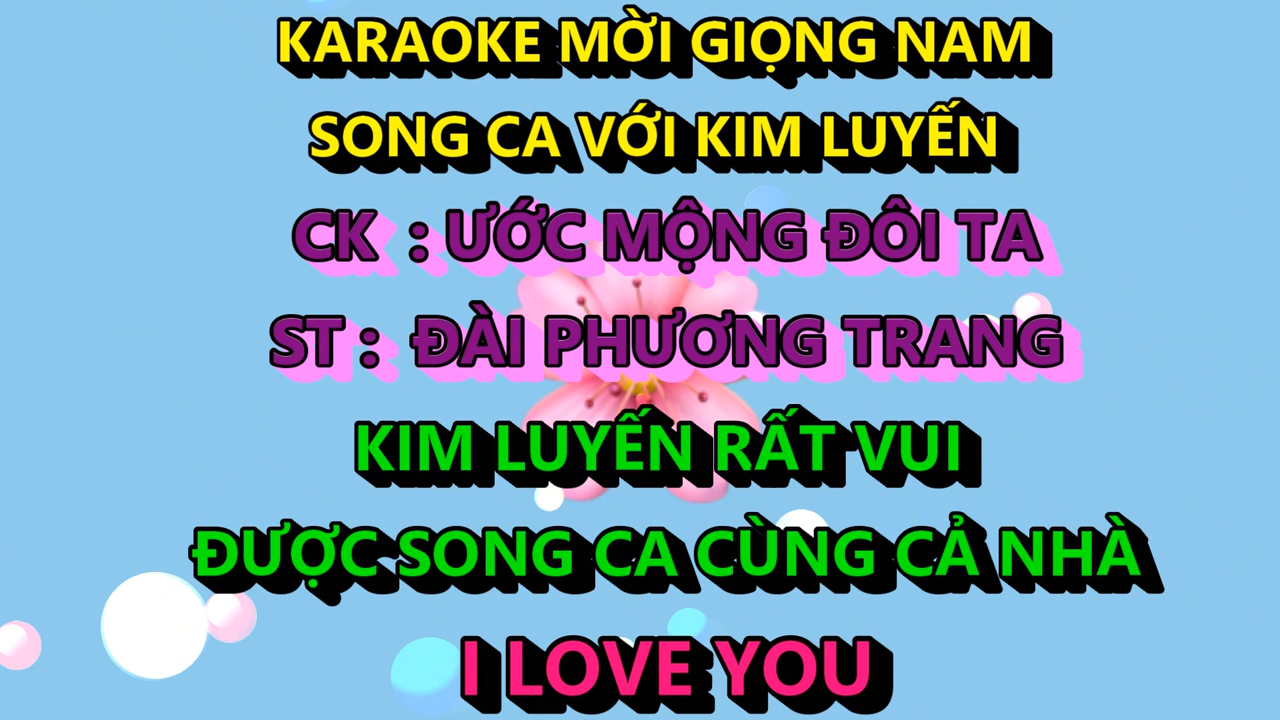 KARAOKE MỜI GIỌNG NAM
SONG CA VỚI KIM LUYẾN
CK : ƯỚC MỘNG ĐÔI TA
ST : ĐÀI PHƯƠNG TRANG
KIM LUYẾN RẤT VUI
ĐƯỢC SONG CA CÙNG CẢ NHÀ
I LOVE YOU